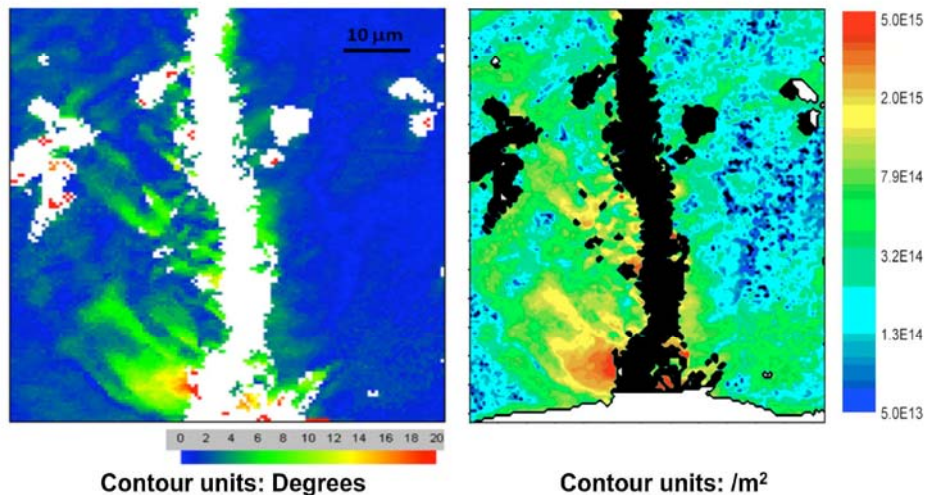 10 μm
5.0E15
2.0E15
7.9E14
3.2E14
1.3E14
5.0E13
0 2 4 6 8 10 12 14 16 18 20
Contour units: Degrees
Contour units: /m²